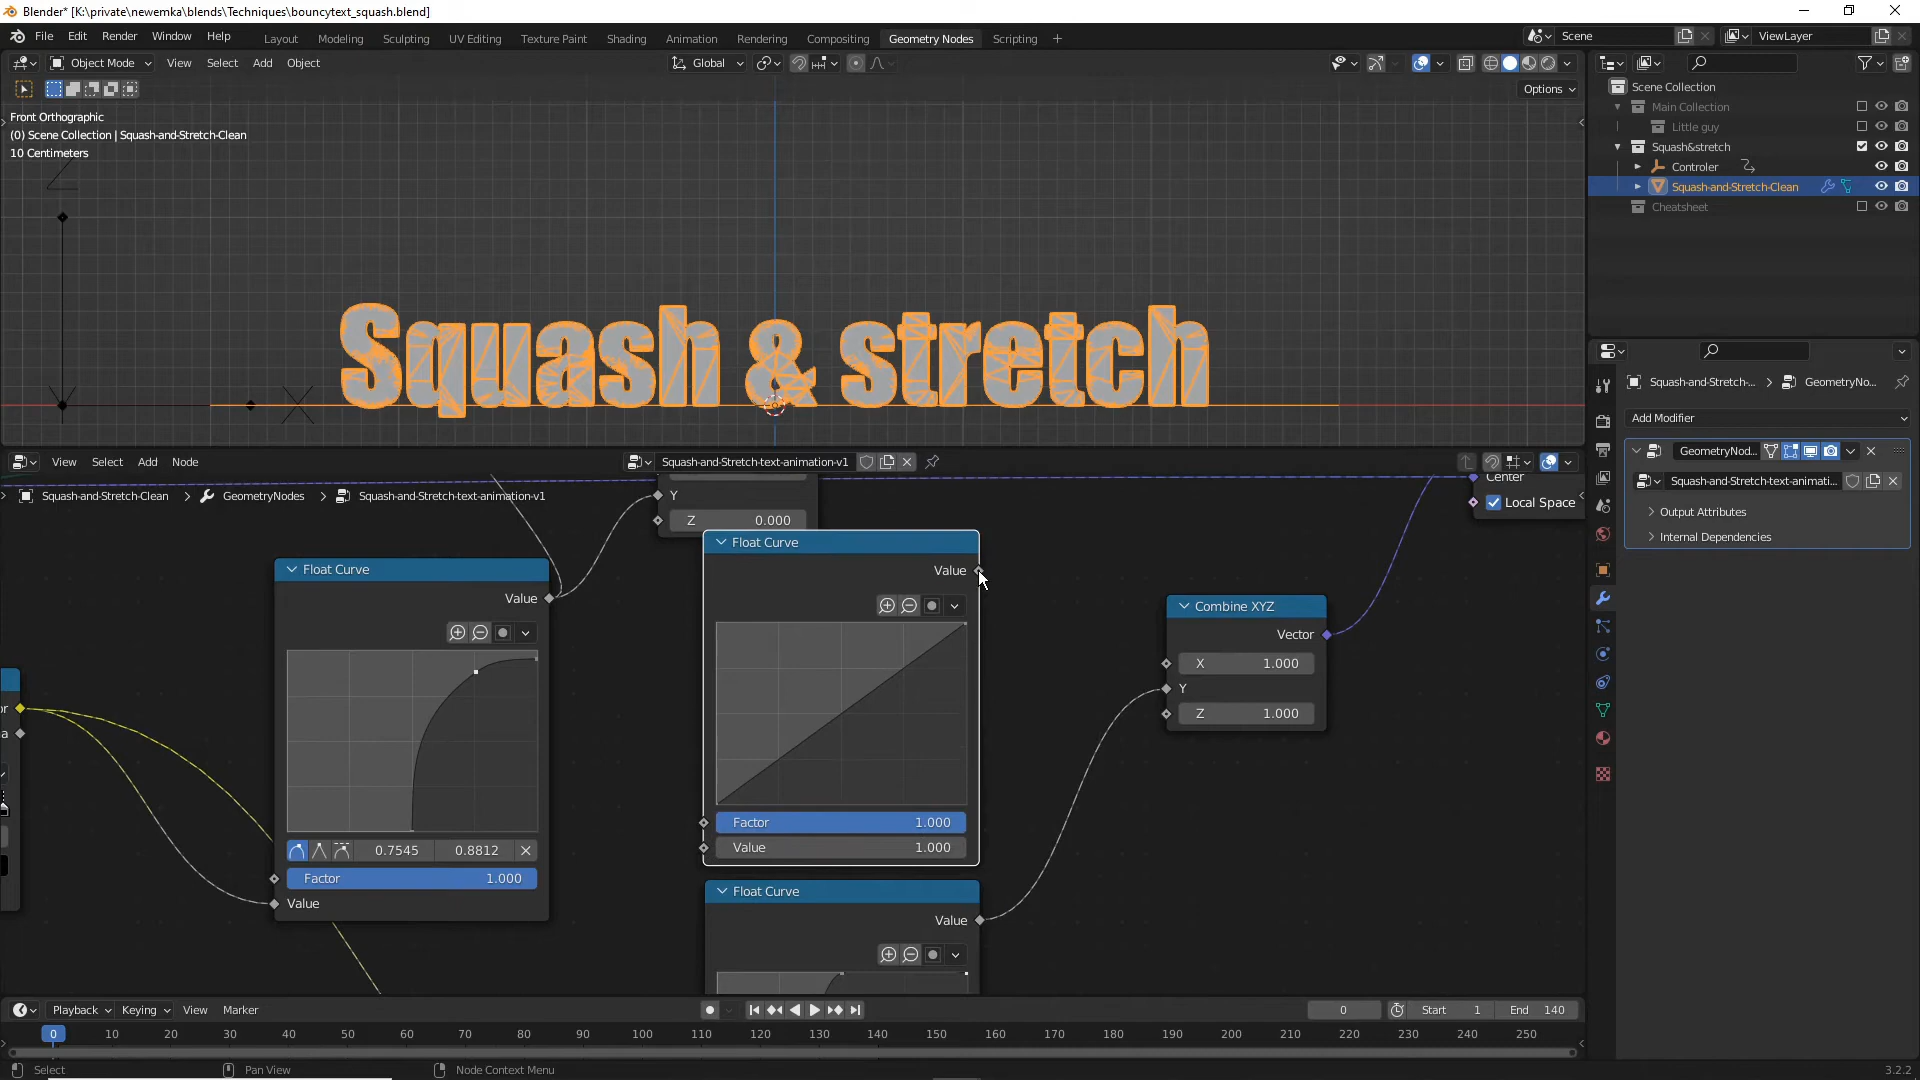 Blender* [K:\private\newemka\blends\Techniques\bouncytext_squash.blend]
File Edit Render Window Help Layout Modeling Sculpting UV Editing Texture Paint Shading Animation Rendering Compositing Geometry Nodes Scripting + Scene ViewLayer
Object Mode View Select Add Object Global
Options
Front Orthographic
(0) Scene Collection | Squash-and-Stretch-Clean
10 Centimeters
Squash & stretch
Scene Collection
Main Collection
Little guy
Squash&stretch
Controler
Squash-and-Stretch-Clean
Cheatsheet
Squash-and-Stretch-... > GeometryNo...
Add Modifier
GeometryNod...
Squash-and-Stretch-text-animati...
Output Attributes
Internal Dependencies
View Select Add Node Squash-and-Stretch-text-animation-v1
Squash-and-Stretch-Clean > GeometryNodes > Squash-and-Stretch-text-animation-v1
Y
Z 0.000
Center
Local Space
Float Curve
Value
0.7545 0.8812
Factor 1.000
Value
Float Curve
Value
Factor 1.000
Value 1.000
Float Curve
Value
Combine XYZ
Vector
X 1.000
Y
Z 1.000
or
a
Playback Keying View Marker 0 Start 1 End 140
0 10 20 30 40 50 60 70 80 90 100 110 120 130 140 150 160 170 180 190 200 210 220 230 240 250
Select Pan View Node Context Menu 3.2.2